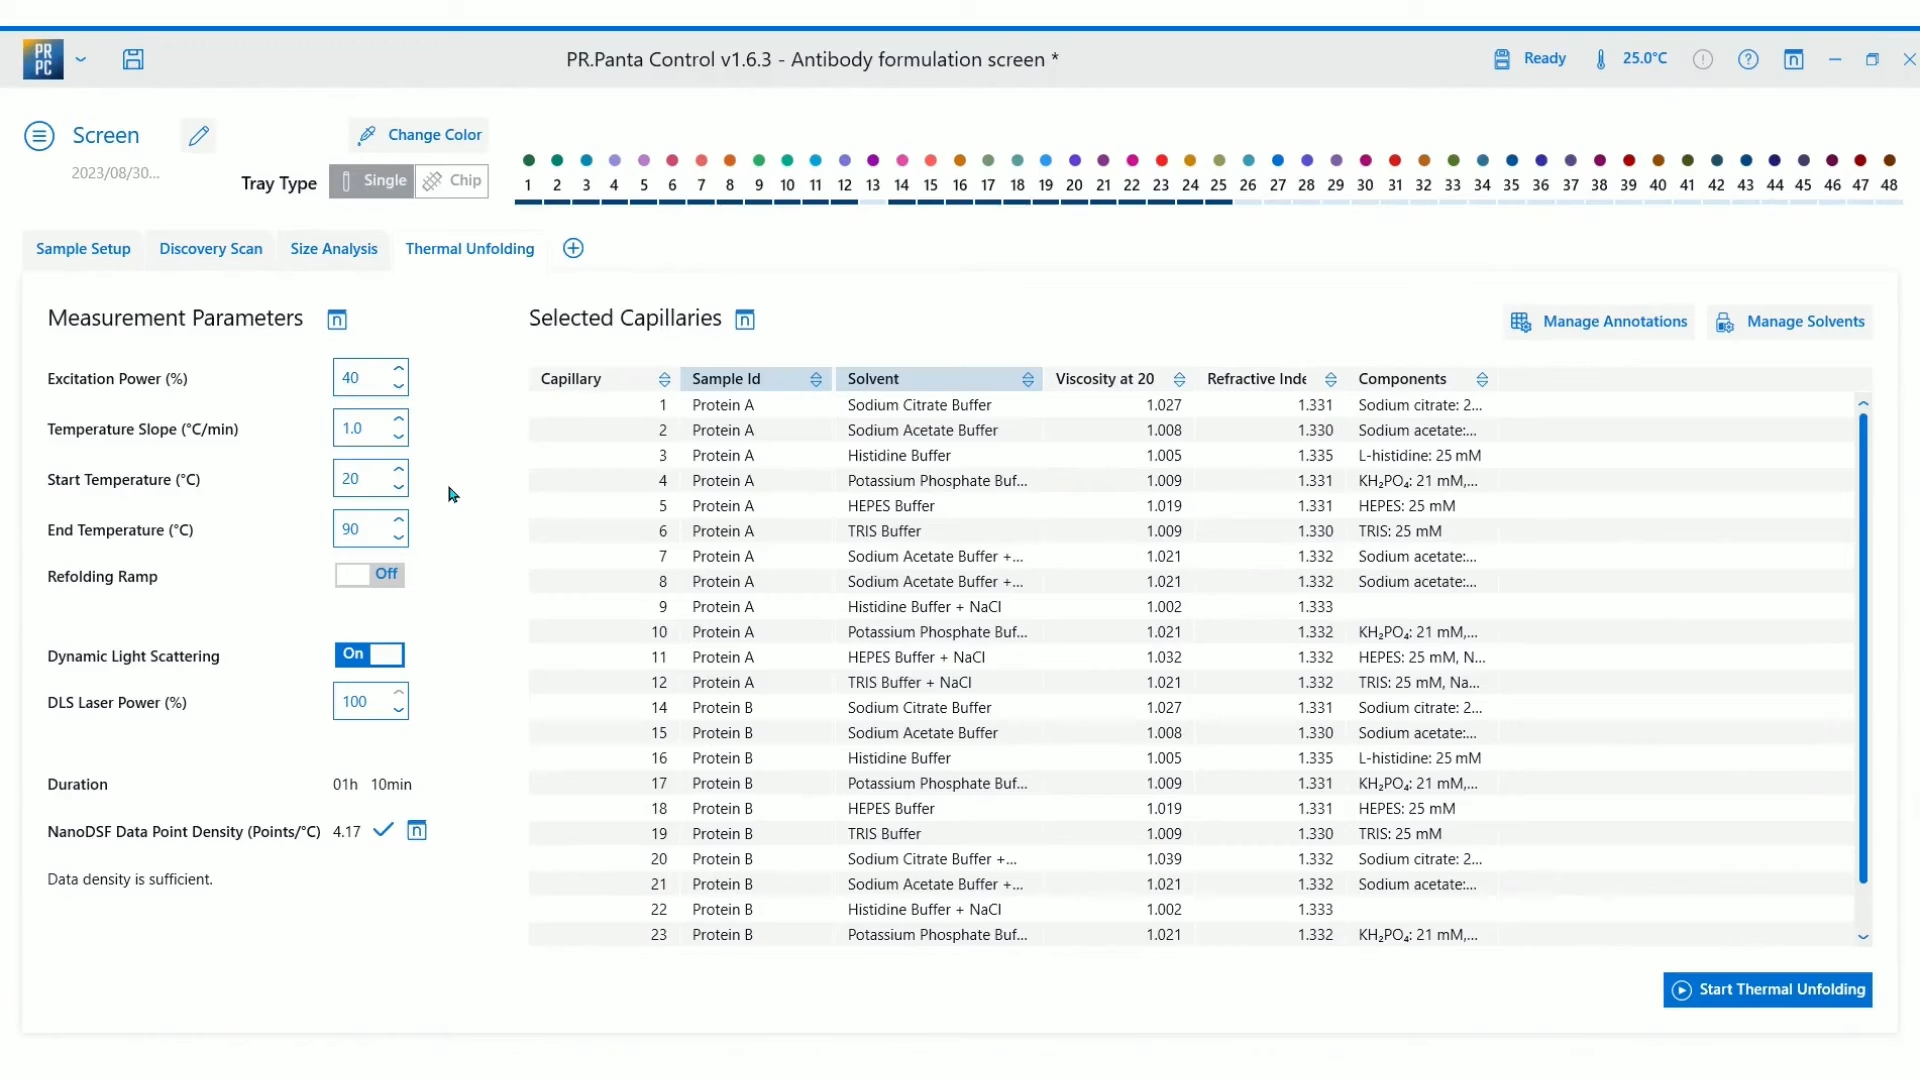 PR PC
PR.Panta Control v1.6.3 - Antibody formulation screen *
Ready 25.0°C
Screen
2023/08/30...
Change Color
Tray Type Single Chip
1 2 3 4 5 6 7 8 9 10 11 12 13 14 15 16 17 18 19 20 21 22 23 24 25 26 27 28 29 30 31 32 33 34 35 36 37 38 39 40 41 42 43 44 45 46 47 48
Sample Setup Discovery Scan Size Analysis Thermal Unfolding
Measurement Parameters
Excitation Power (%) 40
Temperature Slope (°C/min) 1.0
Start Temperature (°C) 20
End Temperature (°C) 90
Refolding Ramp Off
Dynamic Light Scattering On
DLS Laser Power (%) 100
Duration 01h 10min
NanoDSF Data Point Density (Points/°C) 4.17
Data density is sufficient.
Selected Capillaries
Manage Annotations Manage Solvents
Capillary Sample Id Solvent Viscosity at 20 Refractive Inde Components
1 Protein A Sodium Citrate Buffer 1.027 1.331 Sodium citrate: 2...
2 Protein A Sodium Acetate Buffer 1.008 1.330 Sodium acetate:...
3 Protein A Histidine Buffer 1.005 1.335 L-histidine: 25 mM
4 Protein A Potassium Phosphate Buf... 1.009 1.331 KH₂PO₄: 21 mM,...
5 Protein A HEPES Buffer 1.019 1.331 HEPES: 25 mM
6 Protein A TRIS Buffer 1.009 1.330 TRIS: 25 mM
7 Protein A Sodium Acetate Buffer +... 1.021 1.332 Sodium acetate:...
8 Protein A Sodium Acetate Buffer +... 1.021 1.332 Sodium acetate:...
9 Protein A Histidine Buffer + NaCl 1.002 1.333
10 Protein A Potassium Phosphate Buf... 1.021 1.332 KH₂PO₄: 21 mM,...
11 Protein A HEPES Buffer + NaCl 1.032 1.332 HEPES: 25 mM, N...
12 Protein A TRIS Buffer + NaCl 1.021 1.332 TRIS: 25 mM, Na...
14 Protein B Sodium Citrate Buffer 1.027 1.331 Sodium citrate: 2...
15 Protein B Sodium Acetate Buffer 1.008 1.330 Sodium acetate:...
16 Protein B Histidine Buffer 1.005 1.335 L-histidine: 25 mM
17 Protein B Potassium Phosphate Buf... 1.009 1.331 KH₂PO₄: 21 mM,...
18 Protein B HEPES Buffer 1.019 1.331 HEPES: 25 mM
19 Protein B TRIS Buffer 1.009 1.330 TRIS: 25 mM
20 Protein B Sodium Citrate Buffer +... 1.039 1.332 Sodium citrate: 2...
21 Protein B Sodium Acetate Buffer +... 1.021 1.332 Sodium acetate:...
22 Protein B Histidine Buffer + NaCl 1.002 1.333
23 Protein B Potassium Phosphate Buf... 1.021 1.332 KH₂PO₄: 21 mM,...
Start Thermal Unfolding